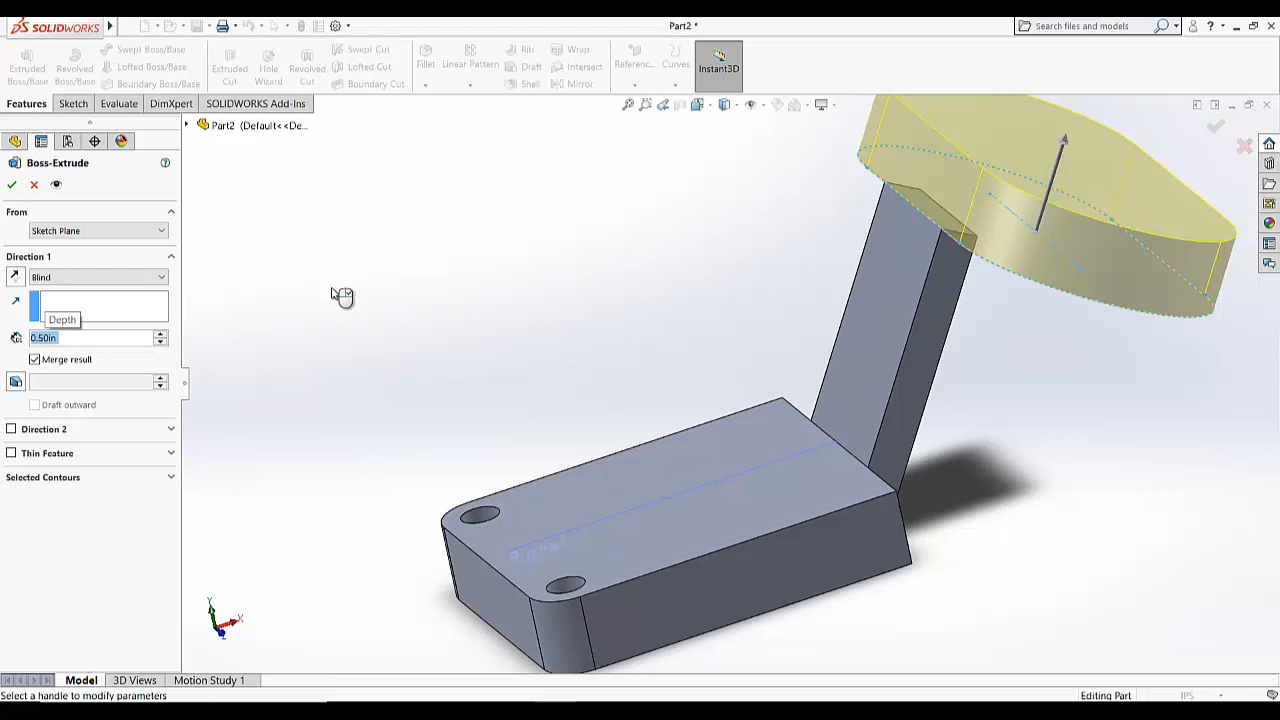 SOLIDWORKS
Part2 *
Search files and models
?
Extruded Boss/Base
Revolved Boss/Base
Swept Boss/Base
Lofted Boss/Base
Boundary Boss/Base
Extruded Cut
Hole Wizard
Revolved Cut
Swept Cut
Lofted Cut
Boundary Cut
Fillet
Linear Pattern
Rib
Draft
Shell
Wrap
Intersect
Mirror
Referenc...
Curves
Instant3D
Features
Sketch
Evaluate
DimXpert
SOLIDWORKS Add-Ins
Part2 (Default<<De...
Boss-Extrude
From
Sketch Plane
Direction 1
Blind
Depth
0.50in
Merge result
Draft outward
Direction 2
Thin Feature
Selected Contours
Y
X
Z
Model
3D Views
Motion Study 1
Select a handle to modify parameters
Editing Part
IPS